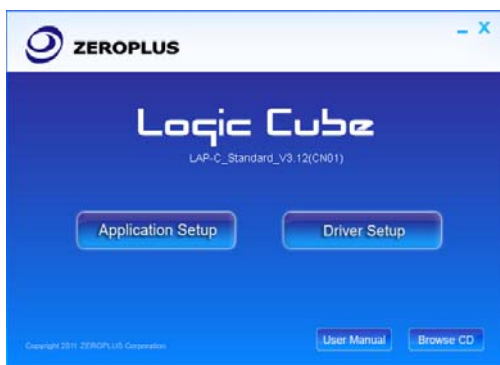 ZEROPLUS
Logic Cube
LAP-C_Standard_V3.12(CN01)
Application Setup
Driver Setup
User Manual
Browse CD
Copyright 2011 ZEROPLUS Corporation